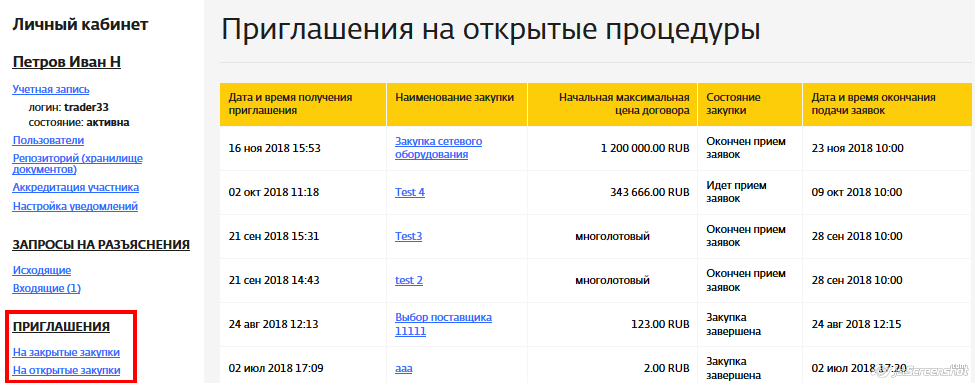 Личный кабинет
Петров Иван Н
Учетная запись
логин: trader33
состояние: активна
Пользователи
Репозиторий (хранилище
документов)
Аккредитация участника
Настройка уведомлений
ЗАПРОСЫ НА РАЗЪЯСНЕНИЯ
Исходящие
Входящие (1)
ПРИГЛАШЕНИЯ
На закрытые закупки
На открытые закупки
Приглашения на открытые процедуры
Дата и время получения приглашения Наименование закупки Начальная максимальная цена договора Состояние закупки Дата и время окончания подачи заявок
16 ноя 2018 15:53 Закупка сетевого оборудования 1 200 000.00 RUB Окончен прием заявок 23 ноя 2018 10:00
02 окт 2018 11:18 Test 4 343 666.00 RUB Идет прием заявок 09 окт 2018 10:00
21 сен 2018 15:31 Test3 многолотовый Окончен прием заявок 28 сен 2018 10:00
21 сен 2018 14:43 test 2 многолотовый Окончен прием заявок 28 сен 2018 10:00
24 авг 2018 12:13 Выбор поставщика 11111 123.00 RUB Закупка завершена 24 авг 2018 12:15
02 июл 2018 17:09 ааа 2.00 RUB Закупка завершена 02 июл 2018 17:20